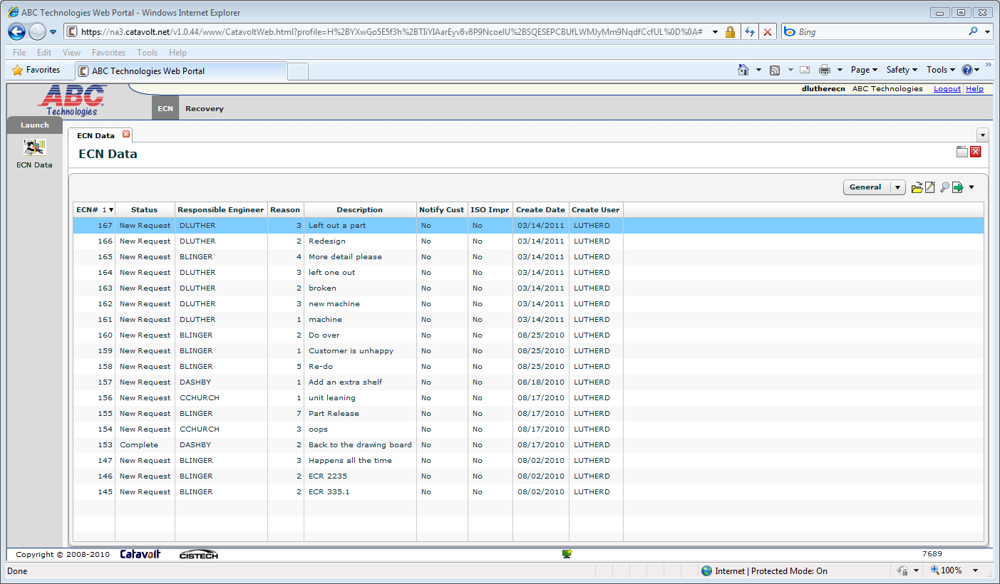 ABC Technologies Web Portal - Windows Internet Explorer
https://na3.catavolt.net/v1.0.44/www/CatavoltWeb.html?profile=H%2BYXwGo5E5f3h%2BTIiYIAarEyv8v8P9NcoelU%2BSQESEPCBUfLWMJyMm9NqdfCcfUL%0D%0A#
Bing
File Edit View Favorites Tools Help
Favorites ABC Technologies Web Portal Page Safety Tools
ABC Technologies
dlutherecn ABC Technologies Logout Help
ECN Recovery
Launch
ECN Data
ECN Data
ECN Data
General
ECN# 1 Status Responsible Engineer Reason Description Notify Cust ISO Impr Create Date Create User
167 New Request DLUTHER 3 Left out a part No No 03/14/2011 LUTHERD
166 New Request DLUTHER 2 Redesign No No 03/14/2011 LUTHERD
165 New Request BLINGER 4 More detail please No No 03/14/2011 LUTHERD
164 New Request DLUTHER 3 left one out No No 03/14/2011 LUTHERD
163 New Request DLUTHER 2 broken No No 03/14/2011 LUTHERD
162 New Request DLUTHER 3 new machine No No 03/14/2011 LUTHERD
161 New Request DLUTHER 1 machine No No 03/14/2011 LUTHERD
160 New Request BLINGER 2 Do over No No 08/25/2010 LUTHERD
159 New Request BLINGER 1 Customer is unhappy No No 08/25/2010 LUTHERD
158 New Request BLINGER 5 Re-do No No 08/25/2010 LUTHERD
157 New Request DASHBY 1 Add an extra shelf No No 08/18/2010 LUTHERD
156 New Request CCHURCH 1 unit leaning No No 08/17/2010 LUTHERD
155 New Request BLINGER 7 Part Release No No 08/17/2010 LUTHERD
154 New Request CCHURCH 3 oops No No 08/17/2010 LUTHERD
153 Complete DASHBY 2 Back to the drawing board No No 08/17/2010 LUTHERD
147 New Request BLINGER 3 Happens all the time No No 08/02/2010 LUTHERD
146 New Request BLINGER 2 ECR 2235 No No 08/02/2010 LUTHERD
145 New Request BLINGER 2 ECR 335.1 No No 08/02/2010 LUTHERD
Copyright © 2008-2010 Catavolt CISTECH 7689
Done Internet | Protected Mode: On 100%